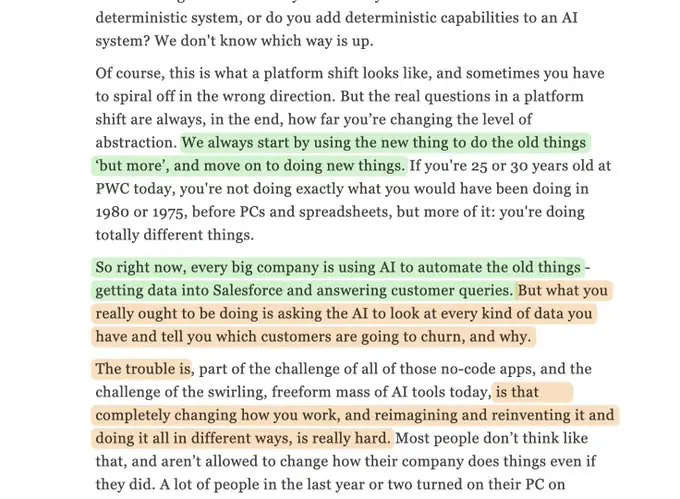 deterministic system, or do you add deterministic capabilities to an AI
system? We don't know which way is up.
Of course, this is what a platform shift looks like, and sometimes you have
to spiral off in the wrong direction. But the real questions in a platform
shift are always, in the end, how far you’re changing the level of
abstraction. We always start by using the new thing to do the old things
‘but more’, and move on to doing new things. If you're 25 or 30 years old at
PWC today, you're not doing exactly what you would have been doing in
1980 or 1975, before PCs and spreadsheets, but more of it: you're doing
totally different things.
So right now, every big company is using AI to automate the old things -
getting data into Salesforce and answering customer queries. But what you
really ought to be doing is asking the AI to look at every kind of data you
have and tell you which customers are going to churn, and why.
The trouble is, part of the challenge of all of those no-code apps, and the
challenge of the swirling, freeform mass of AI tools today, is that
completely changing how you work, and reimagining and reinventing it and
doing it all in different ways, is really hard. Most people don’t think like
that, and aren’t allowed to change how their company does things even if
they did. A lot of people in the last year or two turned on their PC on